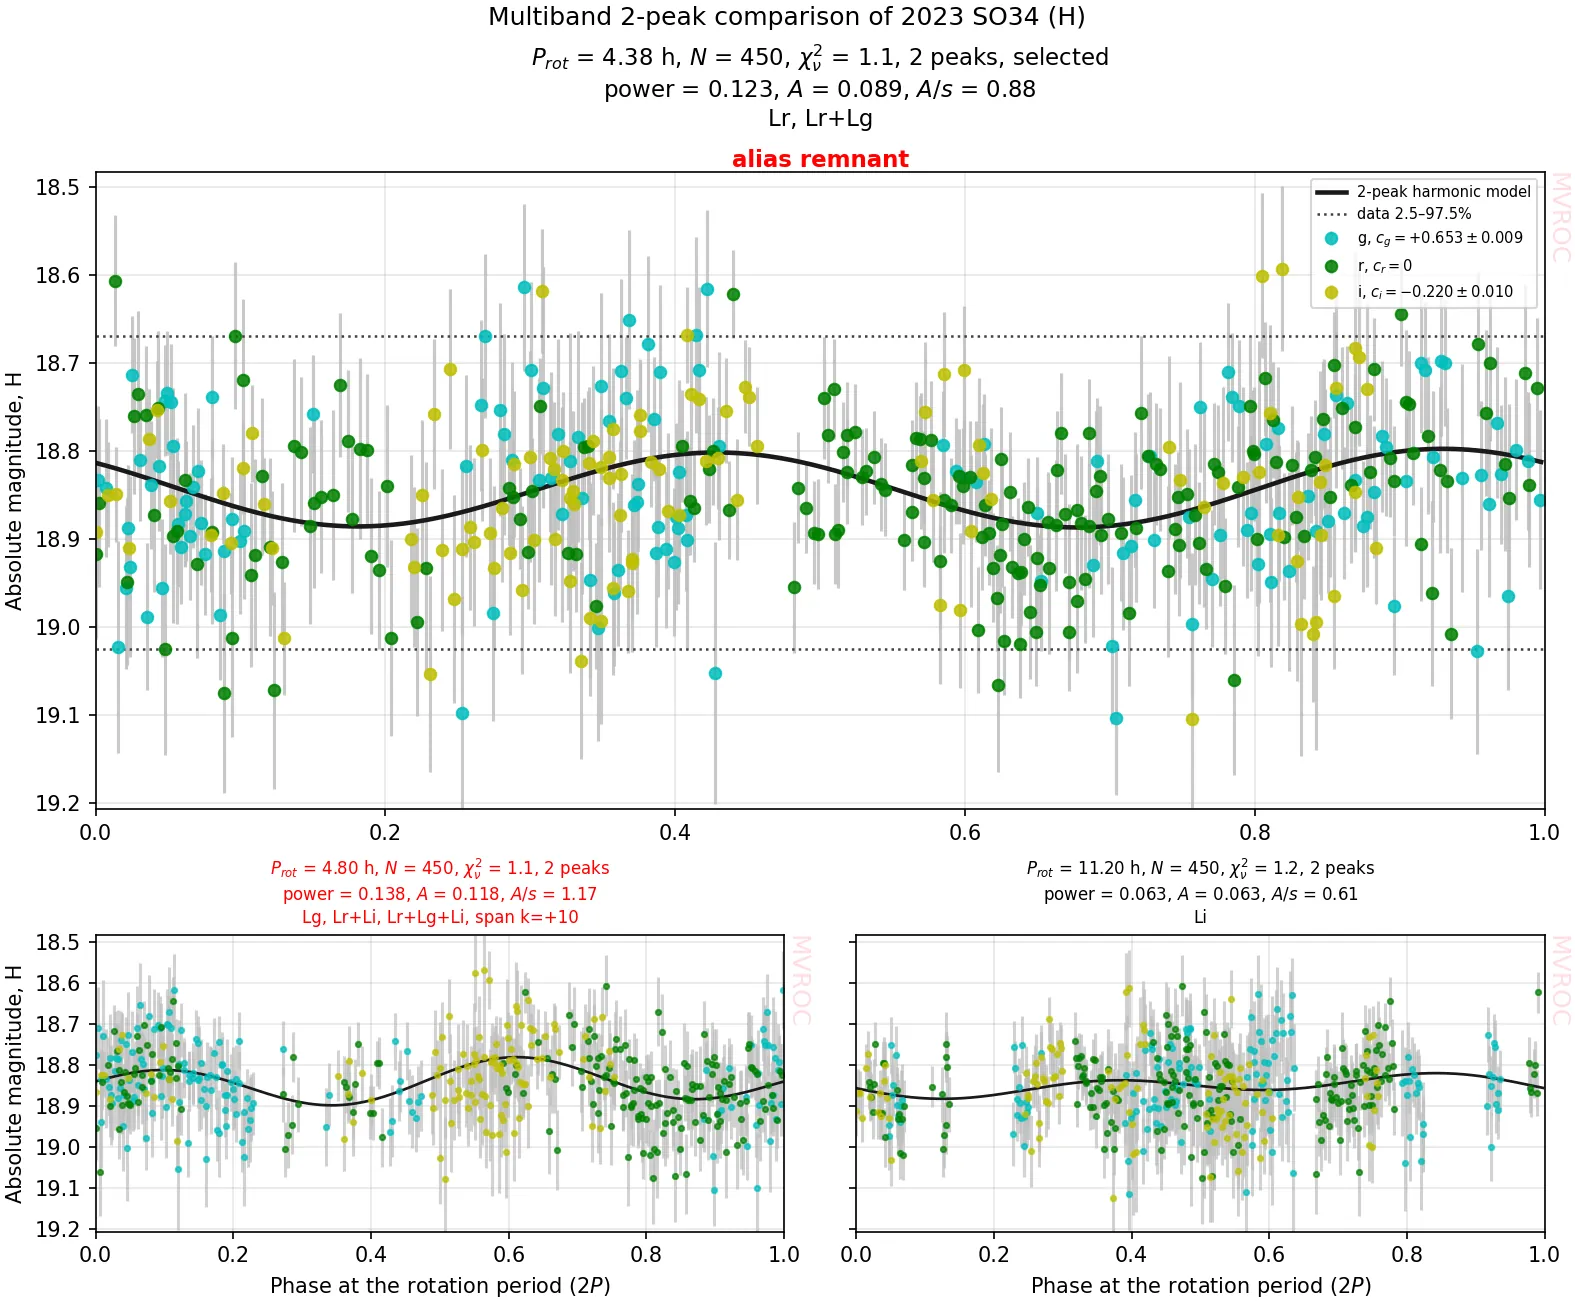 Multiband 2-peak comparison of 2023 SO34 (H)
P_rot = 4.38 h, N = 450, χ²_ν = 1.1, 2 peaks, selected
power = 0.123, A = 0.089, A/s = 0.88
Lr, Lr+Lg
alias remnant
2-peak harmonic model
data 2.5–97.5%
g, c_g = +0.653 ± 0.009
r, c_r = 0
i, c_i = −0.220 ± 0.010
MVROC
Absolute magnitude, H
18.5
18.6
18.7
18.8
18.9
19.0
19.1
19.2
0.0 0.2 0.4 0.6 0.8 1.0
P_rot = 4.80 h, N = 450, χ²_ν = 1.1, 2 peaks
power = 0.138, A = 0.118, A/s = 1.17
Lg, Lr+Li, Lr+Lg+Li, span k=+10
MVROC
Absolute magnitude, H
18.5
18.6
18.7
18.8
18.9
19.0
19.1
19.2
0.0 0.2 0.4 0.6 0.8 1.0
Phase at the rotation period (2P)
P_rot = 11.20 h, N = 450, χ²_ν = 1.2, 2 peaks
power = 0.063, A = 0.063, A/s = 0.61
Li
MVROC
0.0 0.2 0.4 0.6 0.8 1.0
Phase at the rotation period (2P)